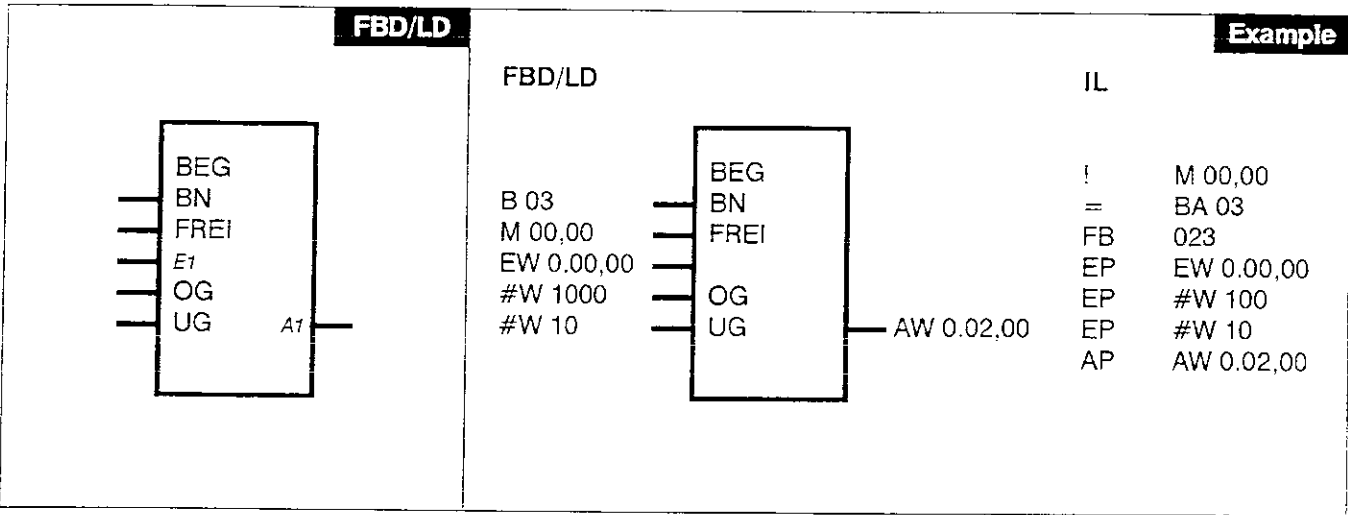 FBD/LD
BEG
BN
FREI
E1
OG
UG A1
Example
FBD/LD
IL
BEG
B 03 BN
M 00,00 FREI
EW 0.00,00
#W 1000 OG
#W 10 UG AW 0.02,00
! M 00,00
= BA 03
FB 023
EP EW 0.00,00
EP #W 100
EP #W 10
AP AW 0.02,00